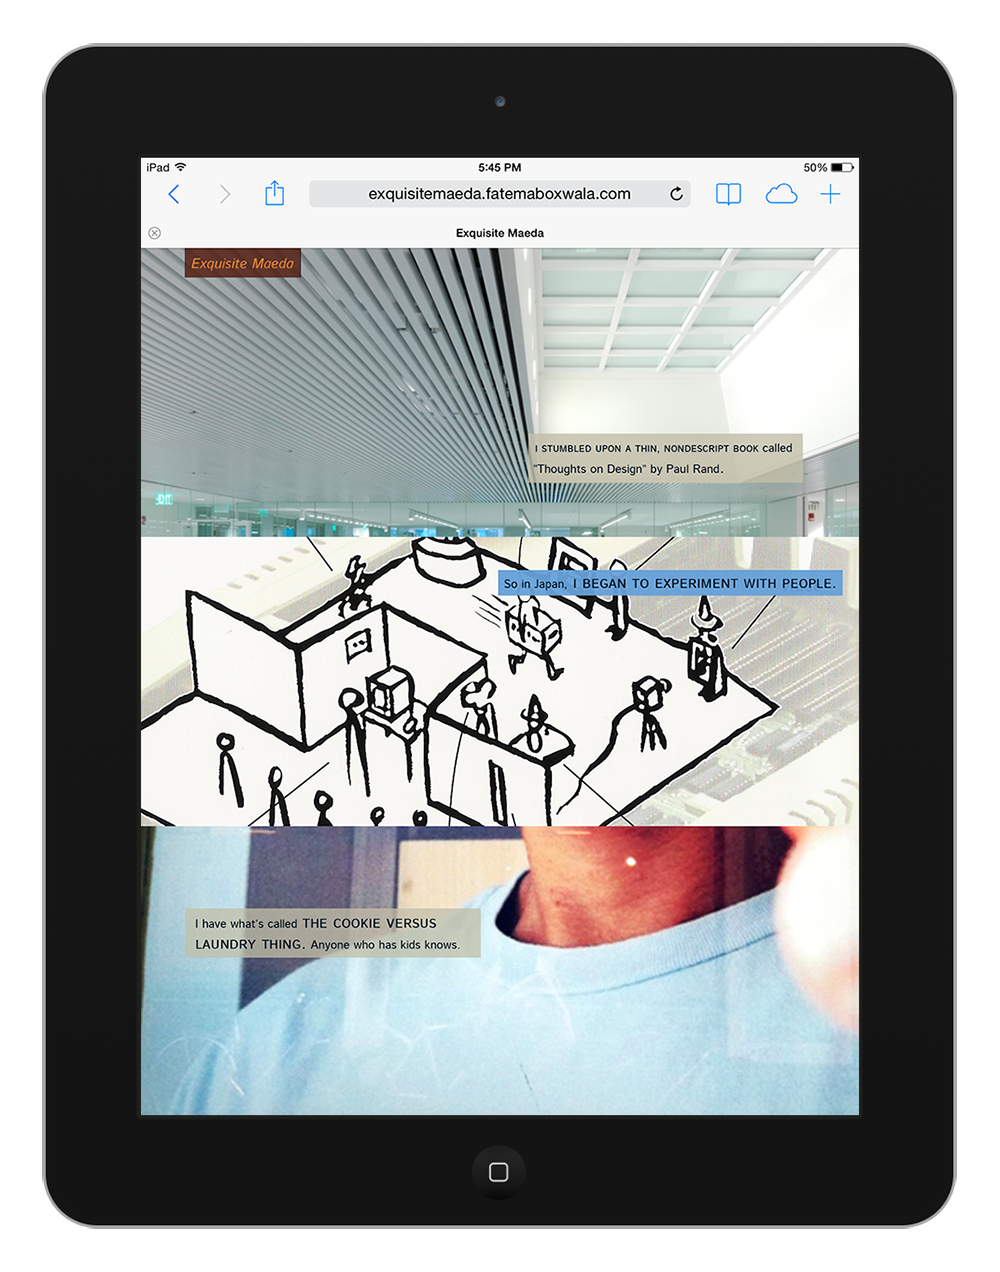 iPad 5:45 PM 50%
exquisitemaeda.fatemaboxwala.com
Exquisite Maeda
Exquisite Maeda
I STUMBLED UPON A THIN, NONDESCRIPT BOOK called
“Thoughts on Design” by Paul Rand.
So in Japan, I BEGAN TO EXPERIMENT WITH PEOPLE.
I have what's called THE COOKIE VERSUS
LAUNDRY THING. Anyone who has kids knows.